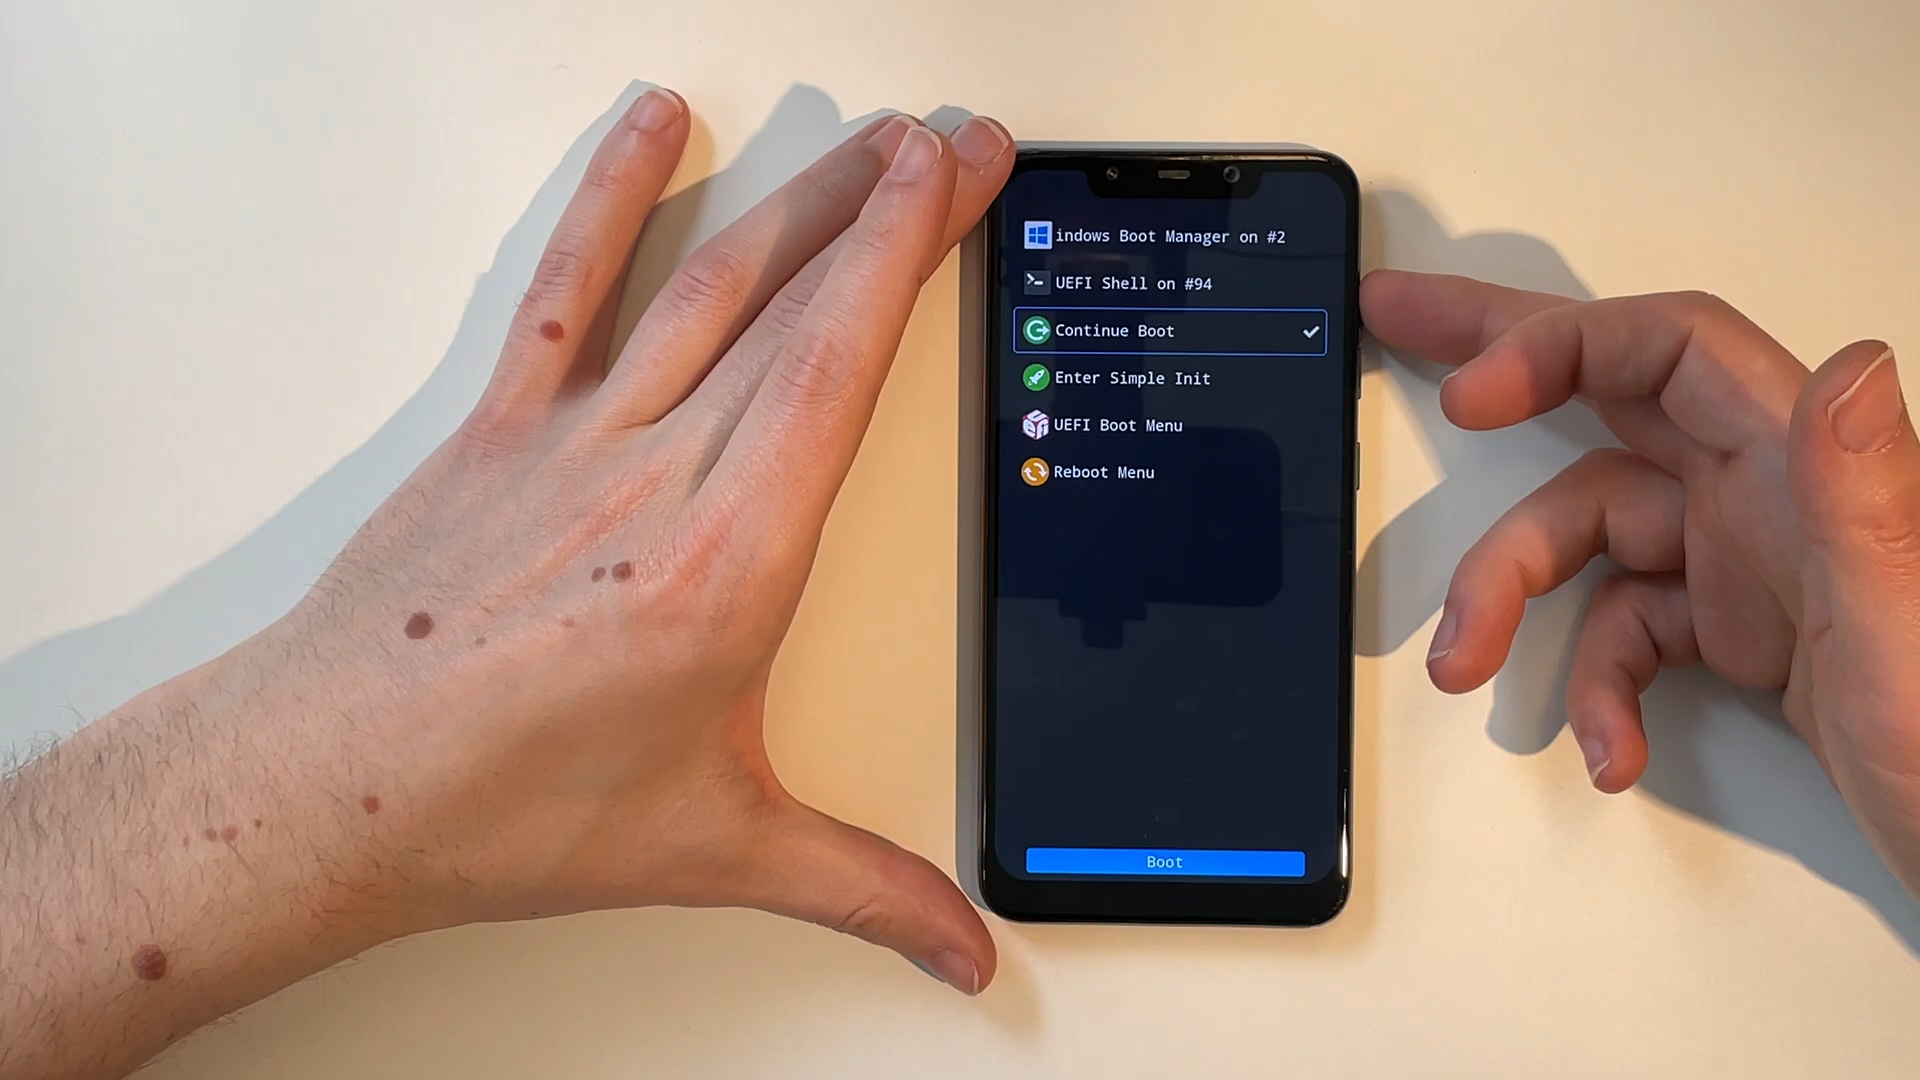 indows Boot Manager on #2
UEFI Shell on #94
Continue Boot
Enter Simple Init
UEFI Boot Menu
Reboot Menu
Boot